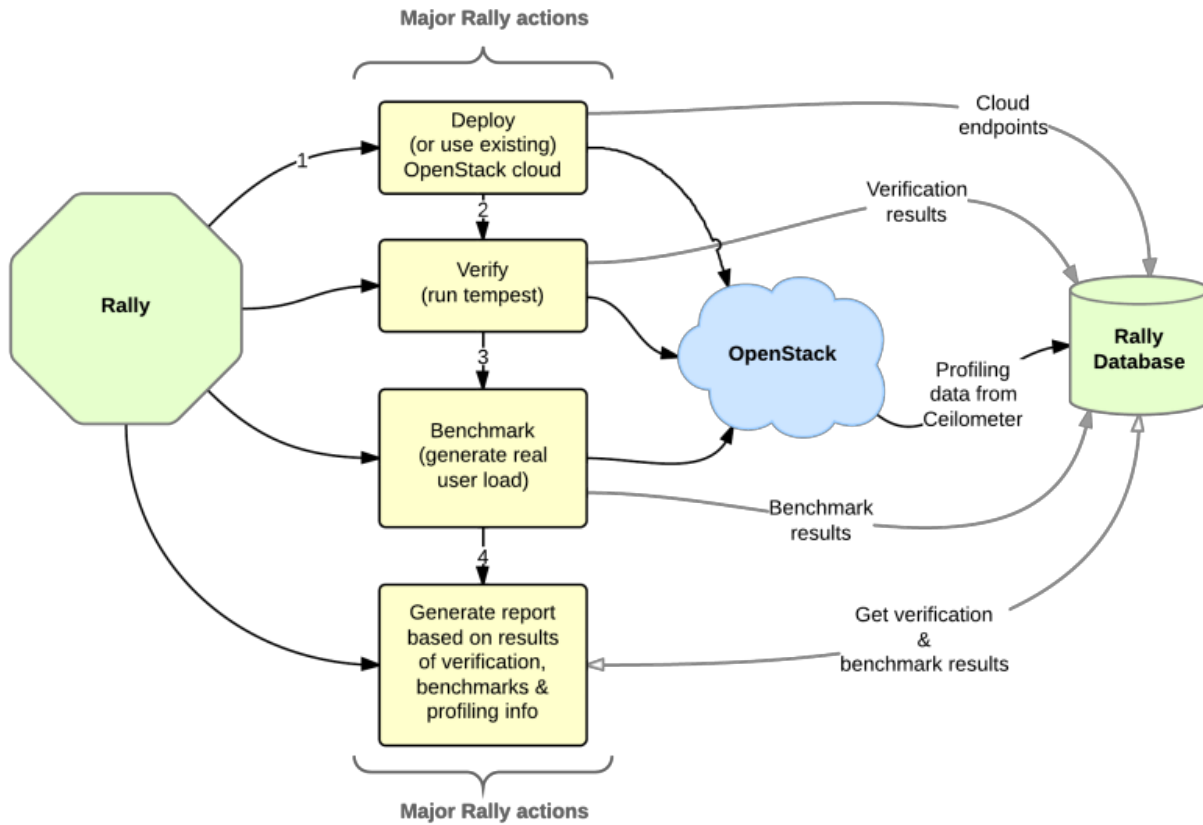 Major Rally actions
Deploy
(or use existing)
OpenStack cloud
Cloud
endpoints
1
2
Verification
results
Verify
(run tempest)
Rally
OpenStack
Rally
Database
3
Profiling
data from
Ceilometer
Benchmark
(generate real
user load)
Benchmark
results
4
Generate report
based on results
of verification,
benchmarks &
profiling info
Get verification
&
benchmark results
Major Rally actions